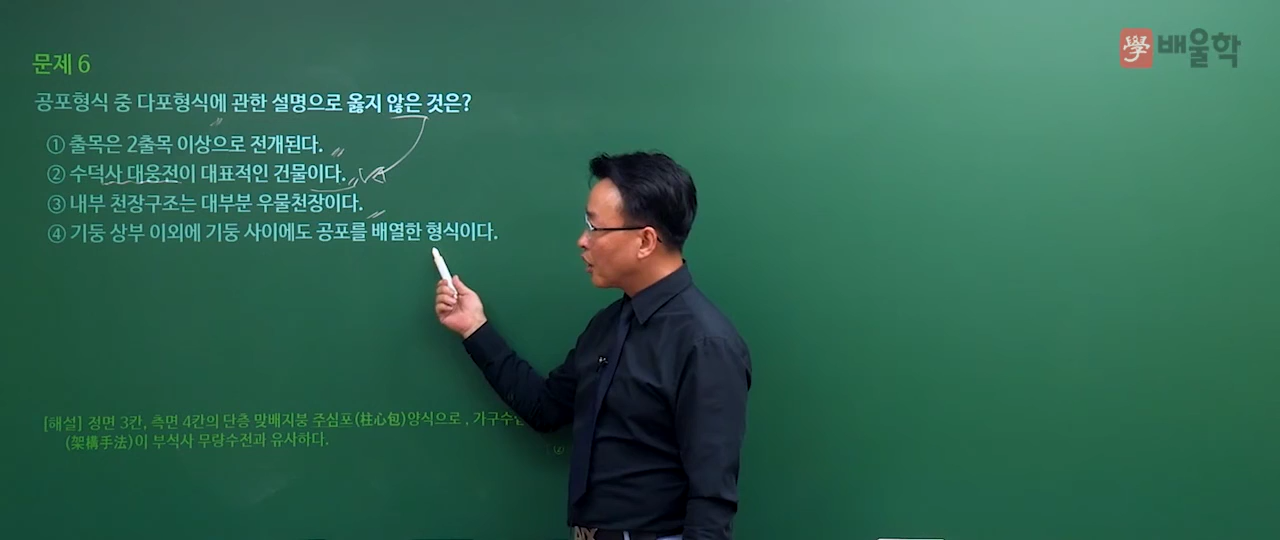 學 배울학
문제 6
공포형식 중 다포형식에 관한 설명으로 옳지 않은 것은?
① 출목은 2출목 이상으로 전개된다.
② 수덕사 대웅전이 대표적인 건물이다.
③ 내부 천장구조는 대부분 우물천장이다.
④ 기둥 상부 이외에 기둥 사이에도 공포를 배열한 형식이다.
[해설] 정면 3칸, 측면 4칸의 단층 맞배지붕 주심포(柱心包)양식으로 ,
(架構手法)이 부석사 무량수전과 유사하다.
②